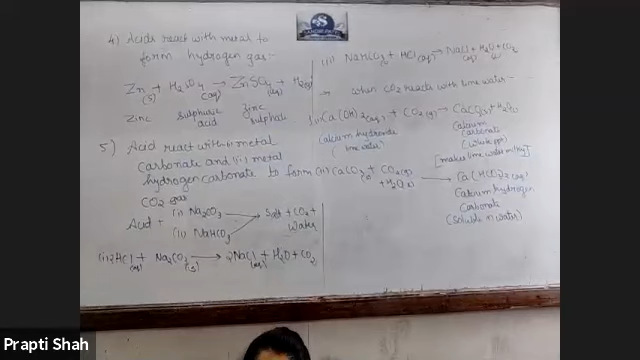 4) Acids react with metal to
form hydrogen gas :-
Zn(s) + H2SO4(aq) → ZnSO4(aq) + H2(g)
Zinc sulphuric acid zinc sulphate
5) Acid react with (i) metal
carbonate and (ii) metal
hydrogen carbonate to form
CO2 gas
Acid + (i) Na2CO3
(ii) NaHCO3 → Salt + CO2 + Water
(i) 2HCl(aq) + Na2CO3(s) → 2NaCl(aq) + H2O + CO2
(ii) NaHCO3(s) + HCl(aq) → NaCl(aq) + H2O + CO2
→ when CO2 reacts with lime water -
(i) Ca(OH)2(aq) + CO2(g) → CaCO3(s) + H2O
Calcium hydroxide
(lime water)
Calcium
Carbonate
(white ppt)
[makes lime water milky]
(ii) CaCO3(s) + CO2(g) + H2O(l) → Ca(HCO3)2(aq)
Calcium hydrogen
Carbonate
(soluble in water)
Prapti Shah